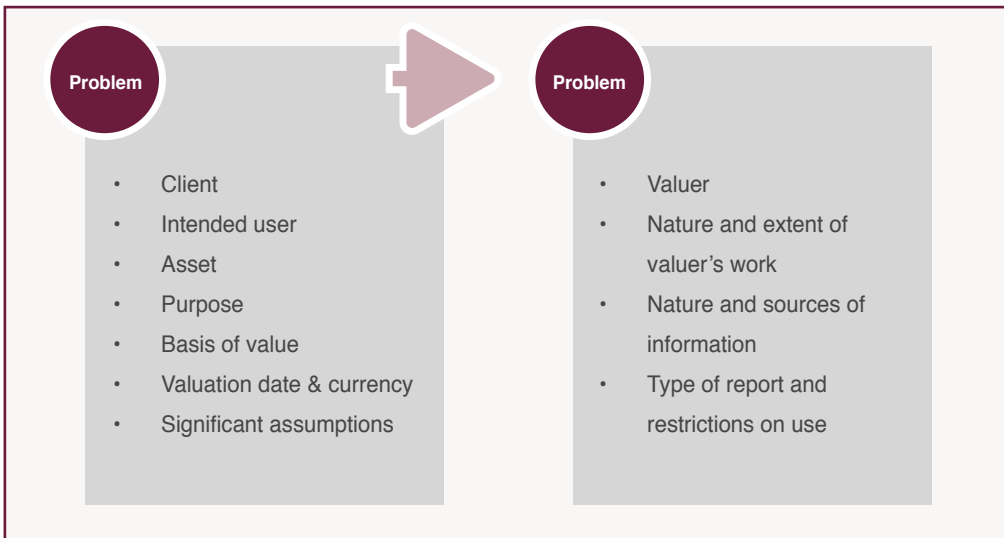 Problem
• Client
• Intended user
• Asset
• Purpose
• Basis of value
• Valuation date & currency
• Significant assumptions
Problem
• Valuer
• Nature and extent of
valuer’s work
• Nature and sources of
information
• Type of report and
restrictions on use